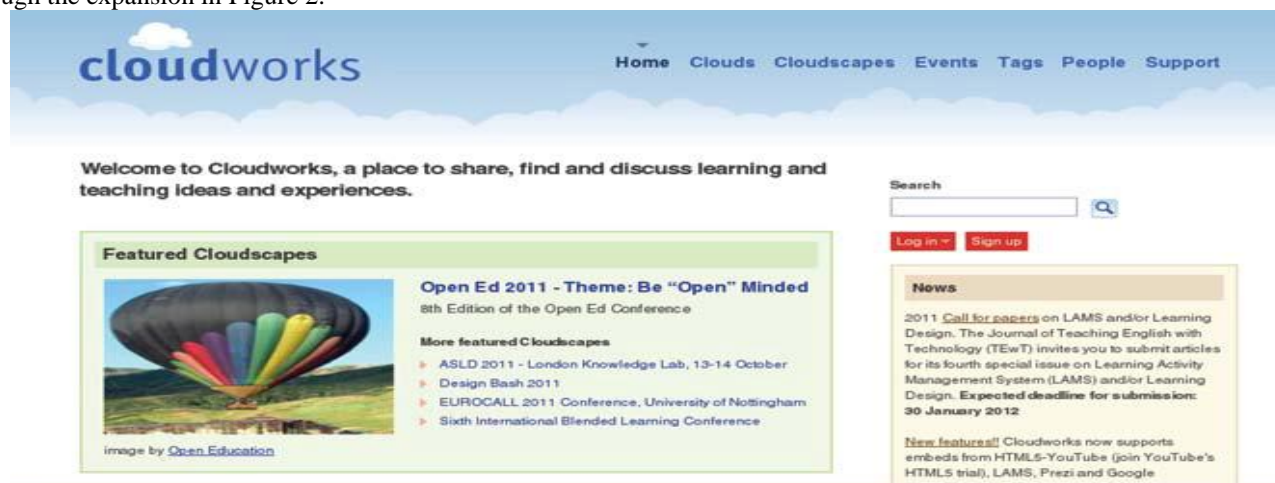 ough the expansion in Figure 2.
cloudworks
Home Clouds Cloudscapes Events Tags People Support
Welcome to Cloudworks, a place to share, find and discuss learning and
teaching ideas and experiences.
Featured Cloudscapes
Open Ed 2011 - Theme: Be “Open” Minded
8th Edition of the Open Ed Conference
More featured Cloudscapes
ASLD 2011 - London Knowledge Lab, 13-14 October
Design Bash 2011
EUROCALL 2011 Conference, University of Nottingham
Sixth International Blended Learning Conference
image by Open Education
Search
Log in
Sign up
News
2011 Call for papers on LAMS and/or Learning
Design. The Journal of Teaching English with
Technology (TEwT) invites you to submit articles
for its fourth special issue on Learning Activity
Management System (LAMS) and/or Learning
Design. Expected deadline for submission:
30 January 2012
New features!! Cloudworks now supports
embeds from HTML5-YouTube (join YouTube's
HTML5 trial), LAMS, Prezi and Google